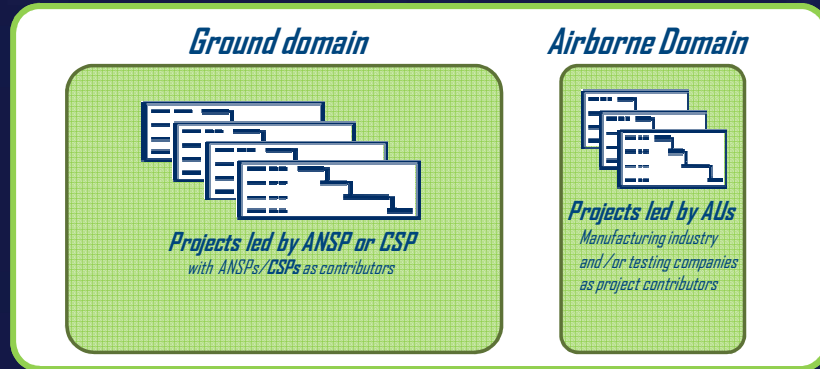 Ground domain
Airborne Domain
Projects led by ANSP or CSP
with ANSPs/CSPs as contributors
Projects led by AUs
Manufacturing industry
and /or testing companies
as project contributors